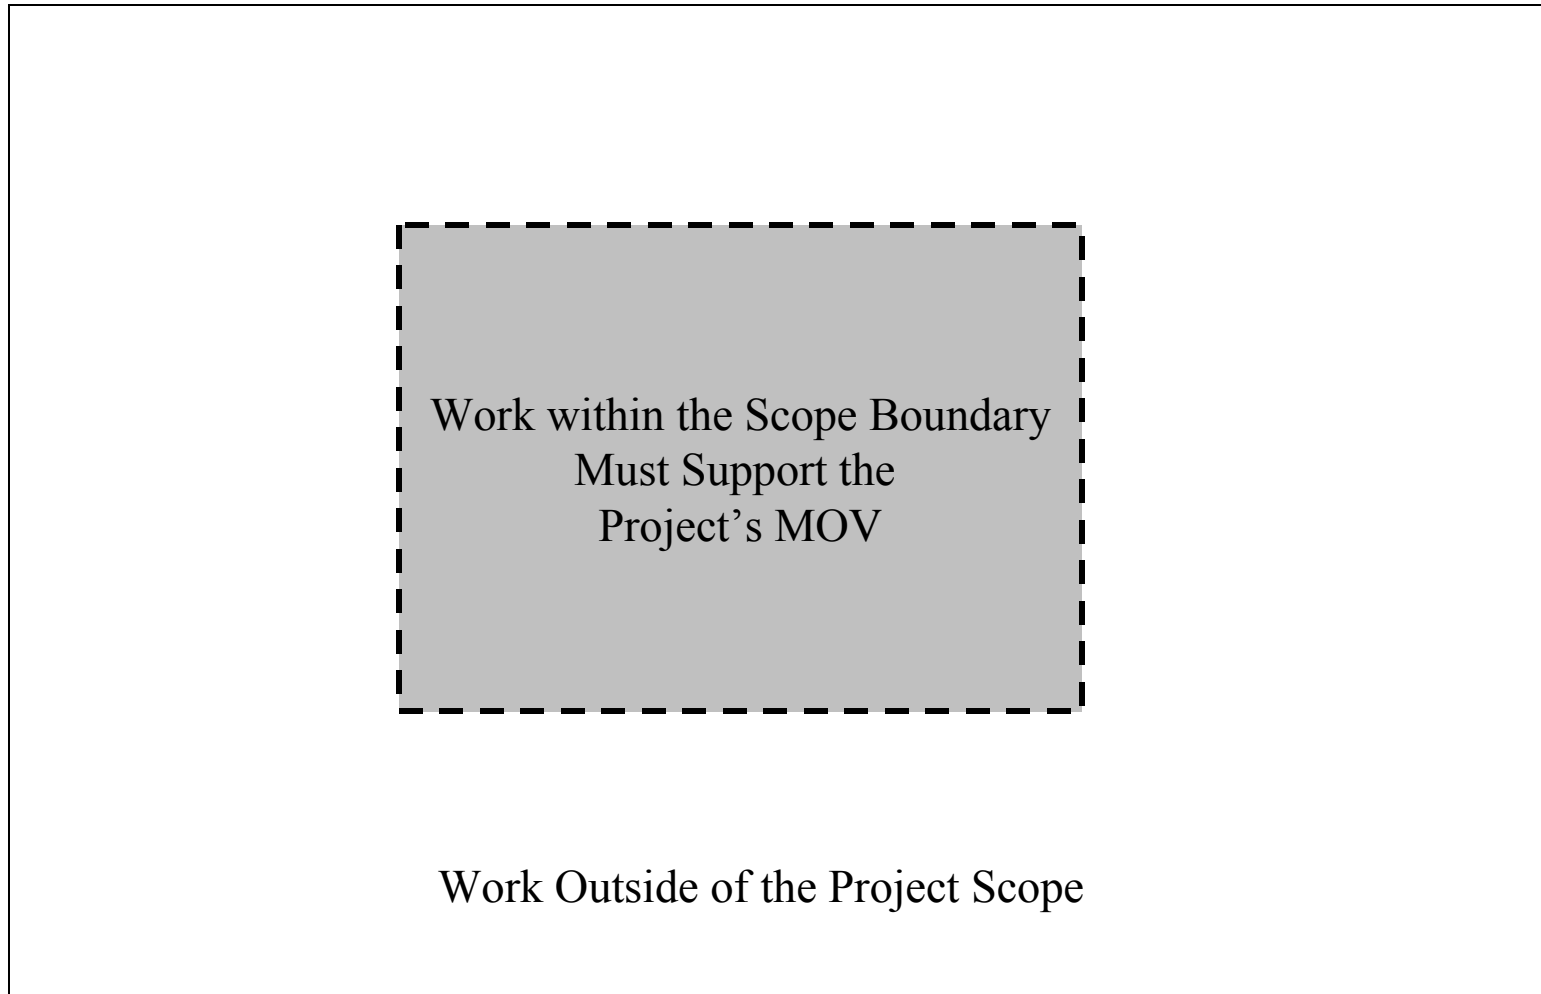 Work within the Scope Boundary
Must Support the
Project’s MOV
Work Outside of the Project Scope